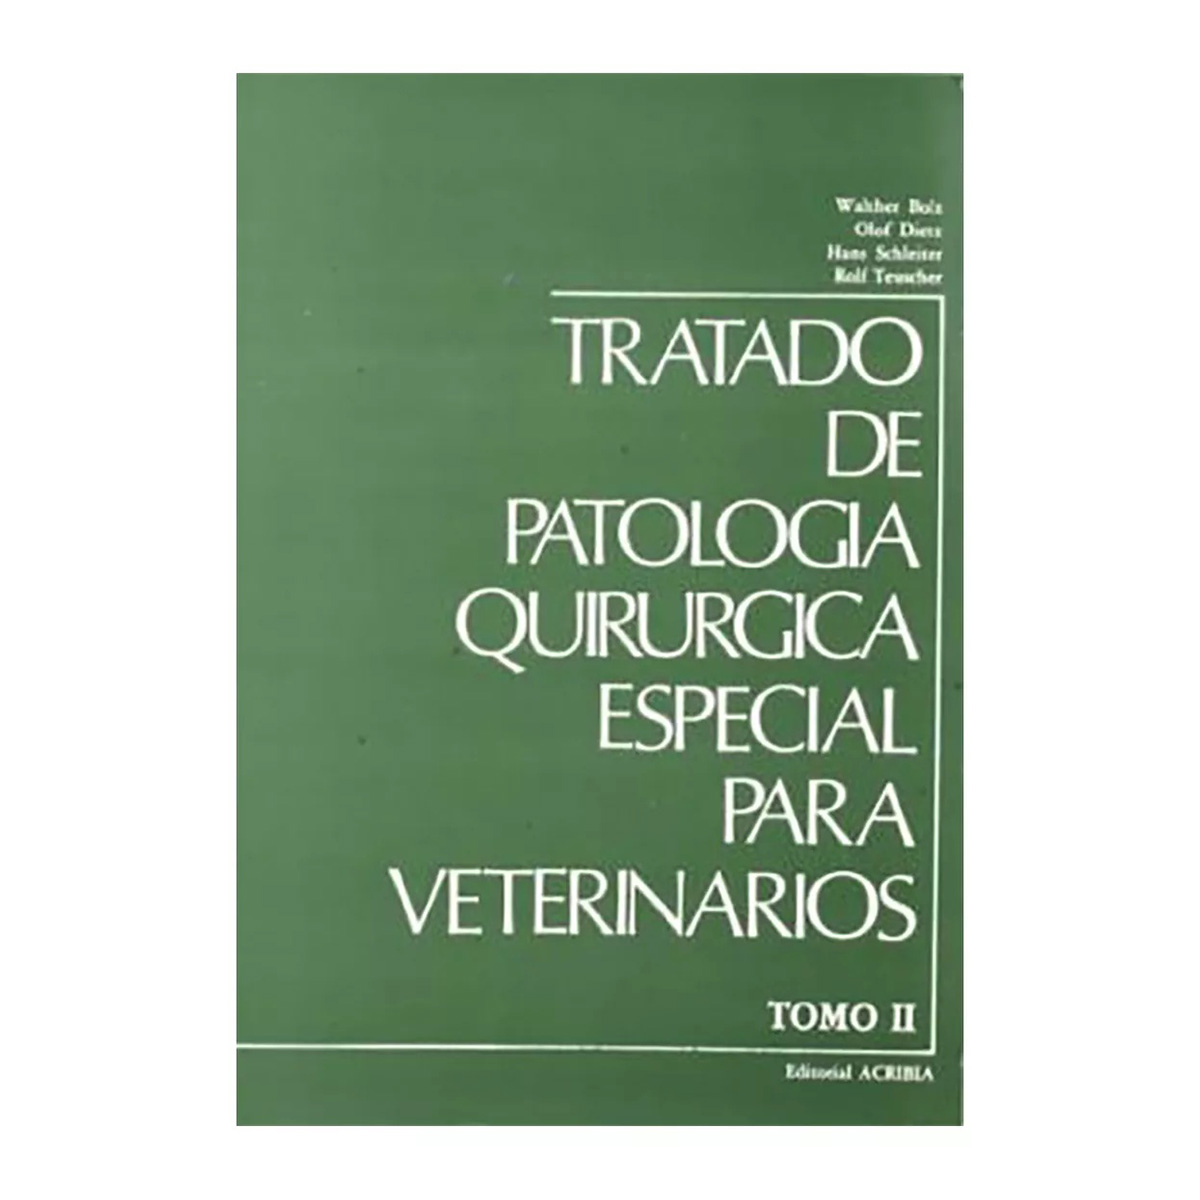 Walther Bolz
Olof Dietz
Hans Schleiter
Rolf Teuscher
TRATADO
DE
PATOLOGIA
QUIRURGICA
ESPECIAL
PARA
VETERINARIOS
TOMO II
Editorial ACRIBIA